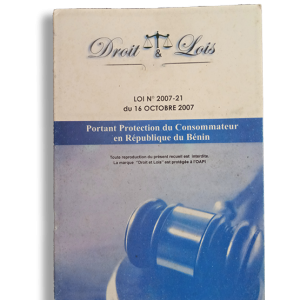 Droit & Lois
LOI N° 2007-21
du 16 OCTOBRE 2007
Portant Protection du Consommateur
en République du Bénin
Toute reproduction du présent recueil est interdite.
La marque "Droit et Lois" est protégée à l'OAPI